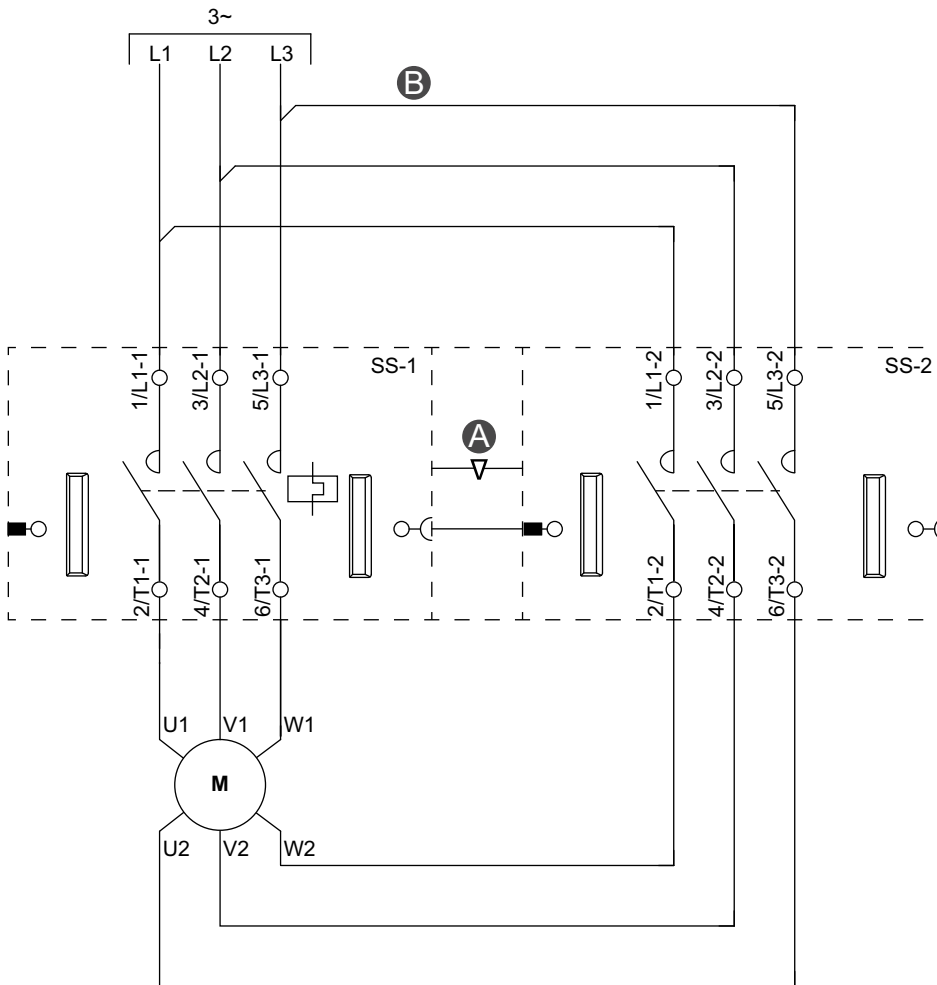 3~
L1 L2 L3
B
SS-1 SS-2
1/L1-1 3/L2-1 5/L3-1 1/L1-2 3/L2-2 5/L3-2
A
2/T1-1 4/T2-1 6/T3-1 2/T1-2 4/T2-2 6/T3-2
U1 V1 W1
M
U2 V2 W2